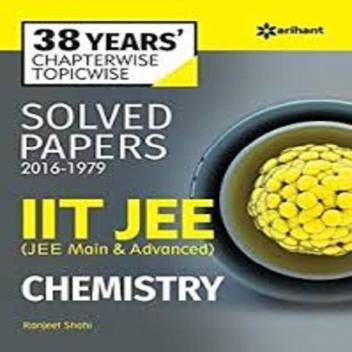 38 YEARS'
CHAPTERWISE
TOPICWISE
arihant
SOLVED
PAPERS
2016-1979
IIT JEE
(JEE Main & Advanced)
CHEMISTRY
Ranjeet Shahi